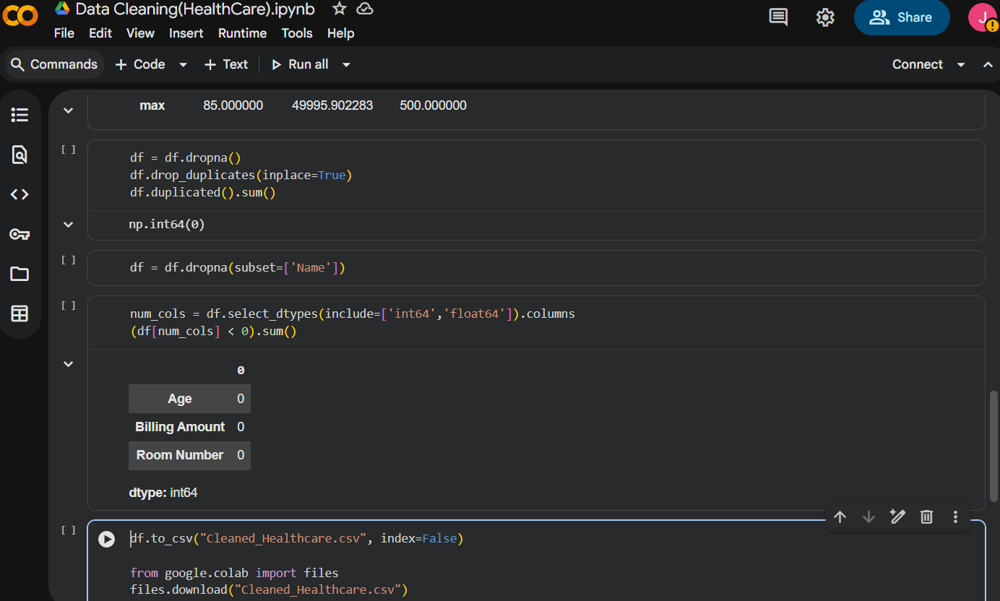 Data Cleaning(HealthCare).ipynb
File Edit View Insert Runtime Tools Help
Share
J
Commands + Code + Text Run all
Connect
max 85.000000 49995.902283 500.000000
[ ]
df = df.dropna()
df.drop_duplicates(inplace=True)
df.duplicated().sum()
np.int64(0)
[ ]
df = df.dropna(subset=['Name'])
[ ]
num_cols = df.select_dtypes(include=['int64','float64']).columns
(df[num_cols] < 0).sum()
0
Age 0
Billing Amount 0
Room Number 0
dtype: int64
[ ]
df.to_csv("Cleaned_Healthcare.csv", index=False)
from google.colab import files
files.download("Cleaned_Healthcare.csv")